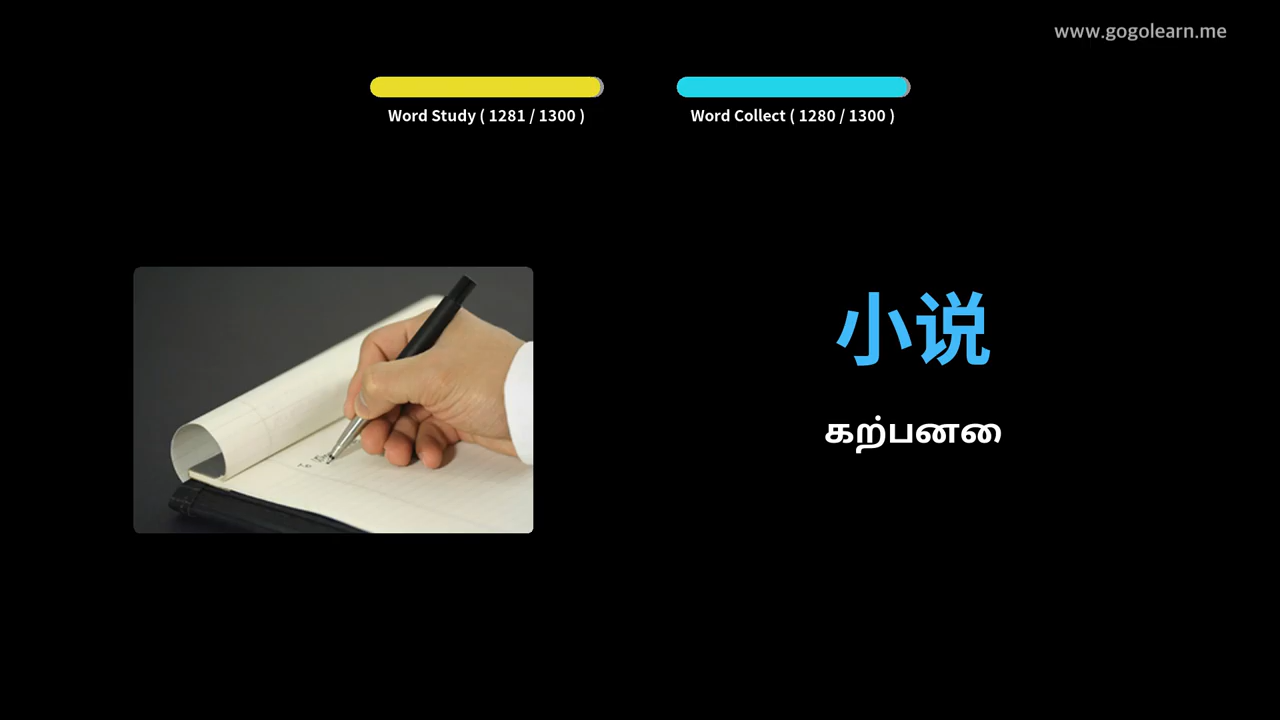 www.gogolearn.me
Word Study ( 1281 / 1300 )
Word Collect ( 1280 / 1300 )
小说
கற்பனை